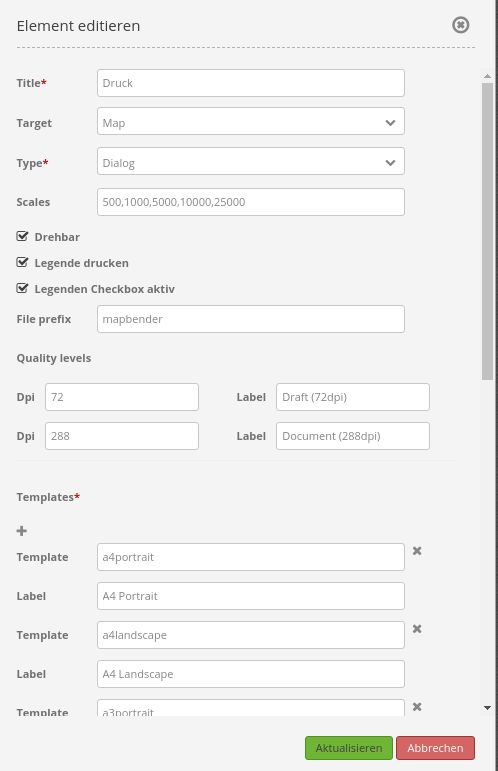 Element editieren
Title* Druck
Target Map
Type* Dialog
Scales 500,1000,5000,10000,25000
Drehbar
Legende drucken
Legenden Checkbox aktiv
File prefix mapbender
Quality levels
Dpi 72 Label Draft (72dpi)
Dpi 288 Label Document (288dpi)
Templates*
Template a4portrait
Label A4 Portrait
Template a4landscape
Label A4 Landscape
Template a3portrait
Aktualisieren Abbrechen